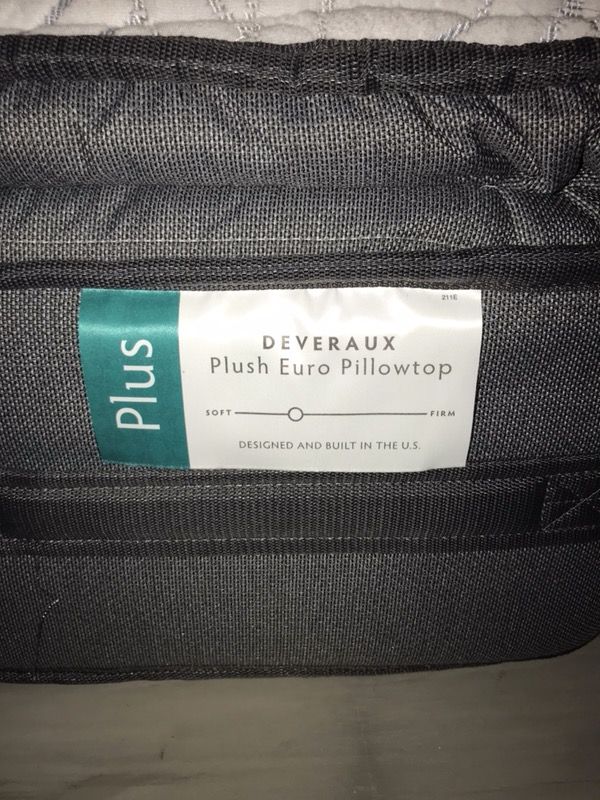 Plus
211E
DEVERAUX
Plush Euro Pillowtop
SOFT FIRM
DESIGNED AND BUILT IN THE U.S.